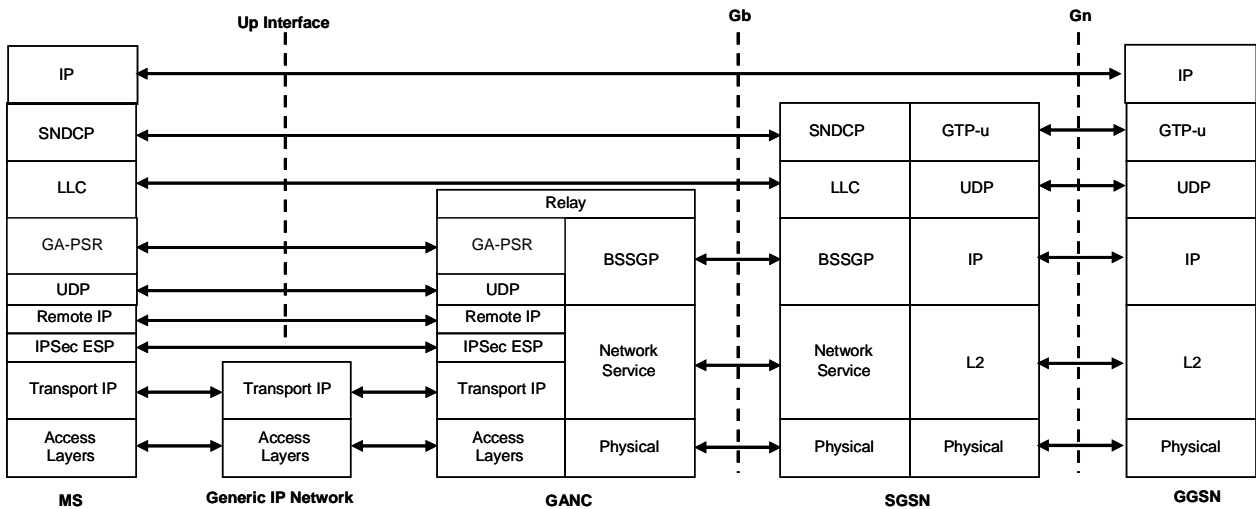 Up Interface
Gb
Gn
IP
IP
SNDCP
SNDCP
GTP-u
GTP-u
LLC
LLC
UDP
UDP
Relay
GA-PSR
GA-PSR
BSSGP
BSSGP
IP
IP
UDP
UDP
Remote IP
Remote IP
IPSec ESP
IPSec ESP
Network
Service
Network
Service
L2
L2
Transport IP
Transport IP
Transport IP
Access
Layers
Access
Layers
Access
Layers
Physical
Physical
Physical
Physical
MS
Generic IP Network
GANC
SGSN
GGSN